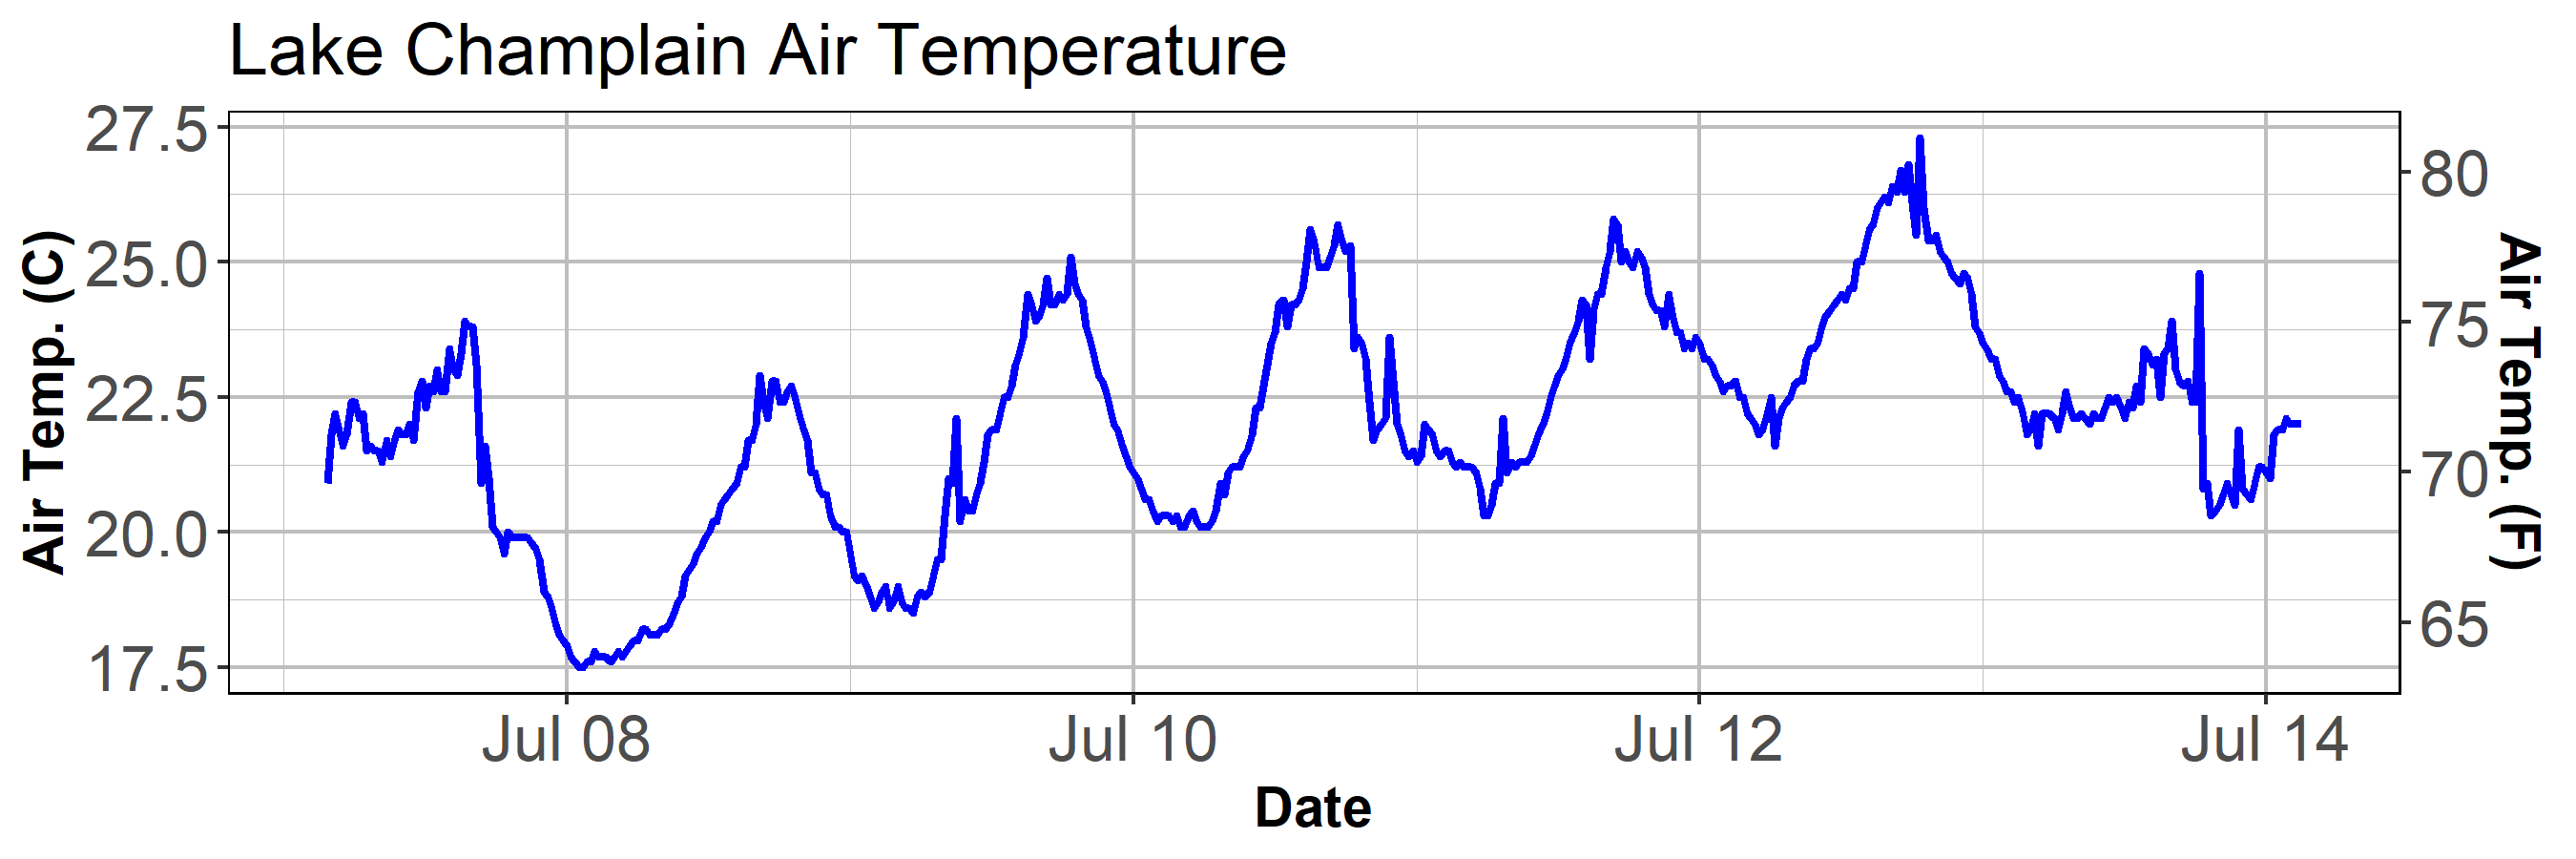 Lake Champlain Air Temperature
Air Temp. (C)
27.5
25.0
22.5
20.0
17.5
80
75
70
65
Air Temp. (F)
Jul 08 Jul 10 Jul 12 Jul 14
Date